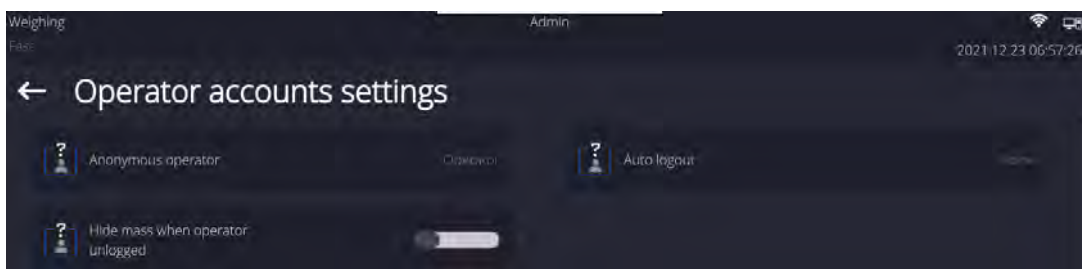 Weighing
Admin
Fast
2021.12.23 06:57:26
Operator accounts settings
Anonymous operator
Auto logout
Hide mass when operator
unlogged